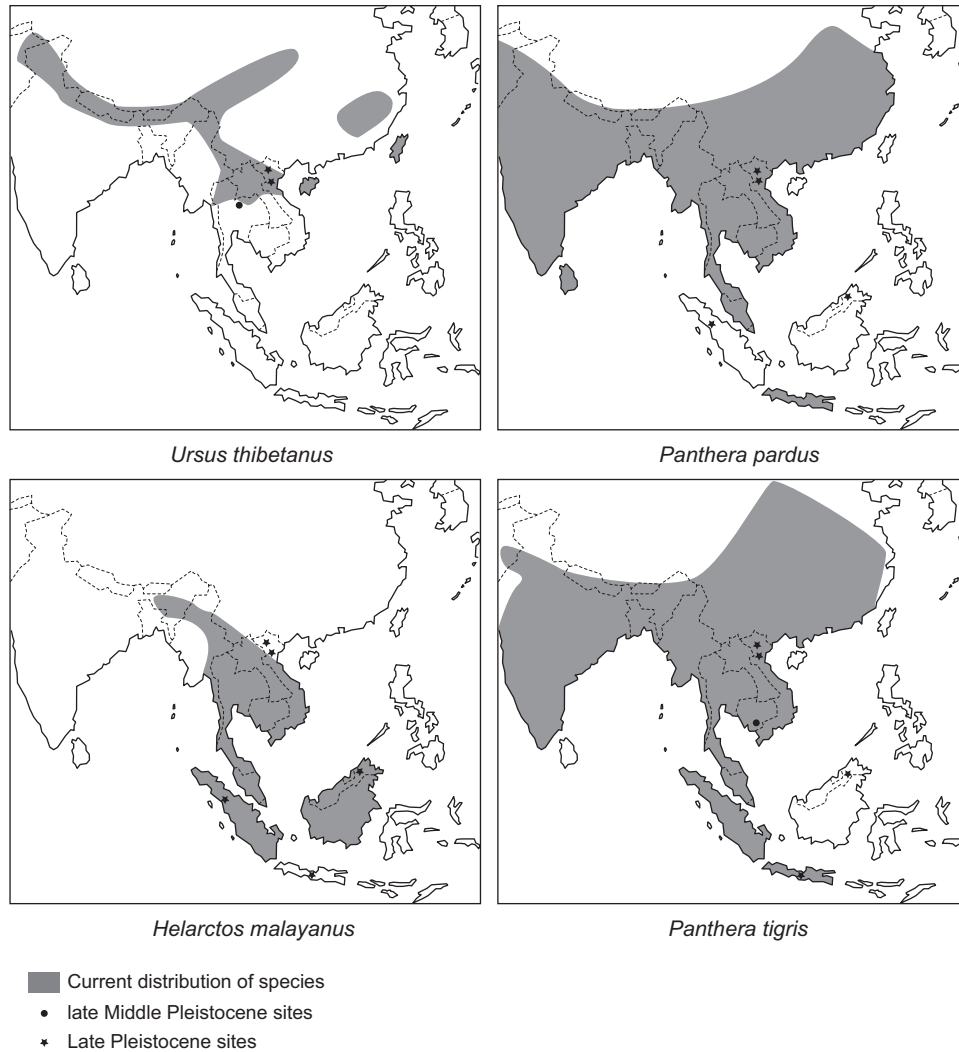 Ursus thibetanus
Panthera pardus
Helarctos malayanus
Panthera tigris
Current distribution of species
late Middle Pleistocene sites
Late Pleistocene sites